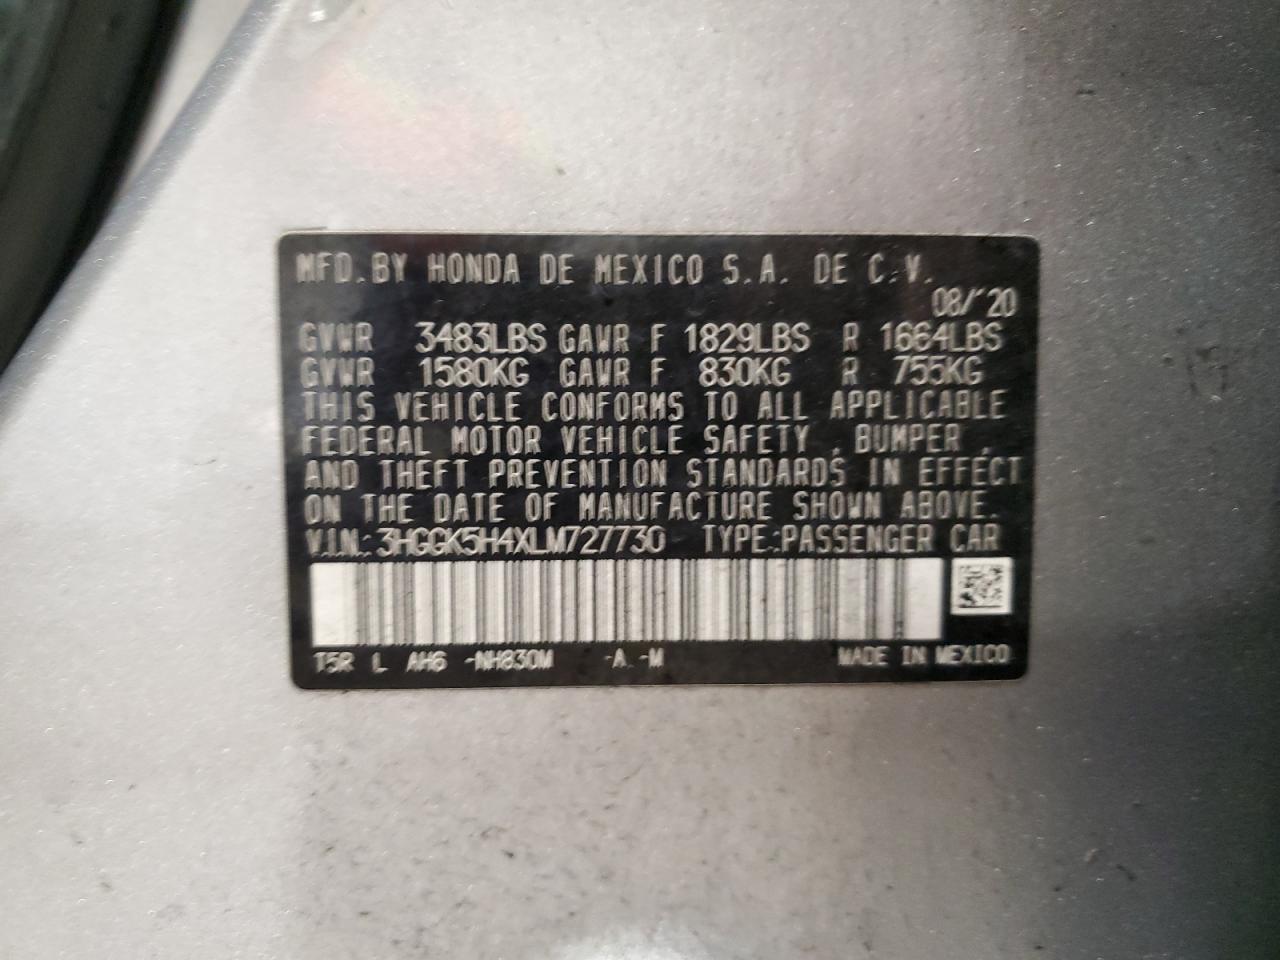 MFD.BY HONDA DE MEXICO S.A. DE C.V.
08/'20
GVWR 3483LBS GAWR F 1829LBS R 1664LBS
GVWR 1580KG GAWR F 830KG R 755KG
THIS VEHICLE CONFORMS TO ALL APPLICABLE
FEDERAL MOTOR VEHICLE SAFETY , BUMPER ,
AND THEFT PREVENTION STANDARDS IN EFFECT
ON THE DATE OF MANUFACTURE SHOWN ABOVE.
V.I.N.: 3HGGK5H4XLM727730 TYPE:PASSENGER CAR
T5R L AH6 -NH830M -A -M MADE IN MEXICO